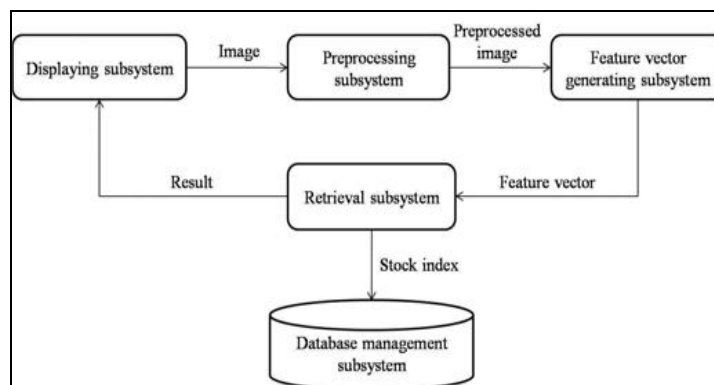 Displaying subsystem
Image
Preprocessing
subsystem
Preprocessed
image
Feature vector
generating subsystem
Result
Retrieval subsystem
Feature vector
Stock index
Database management
subsystem